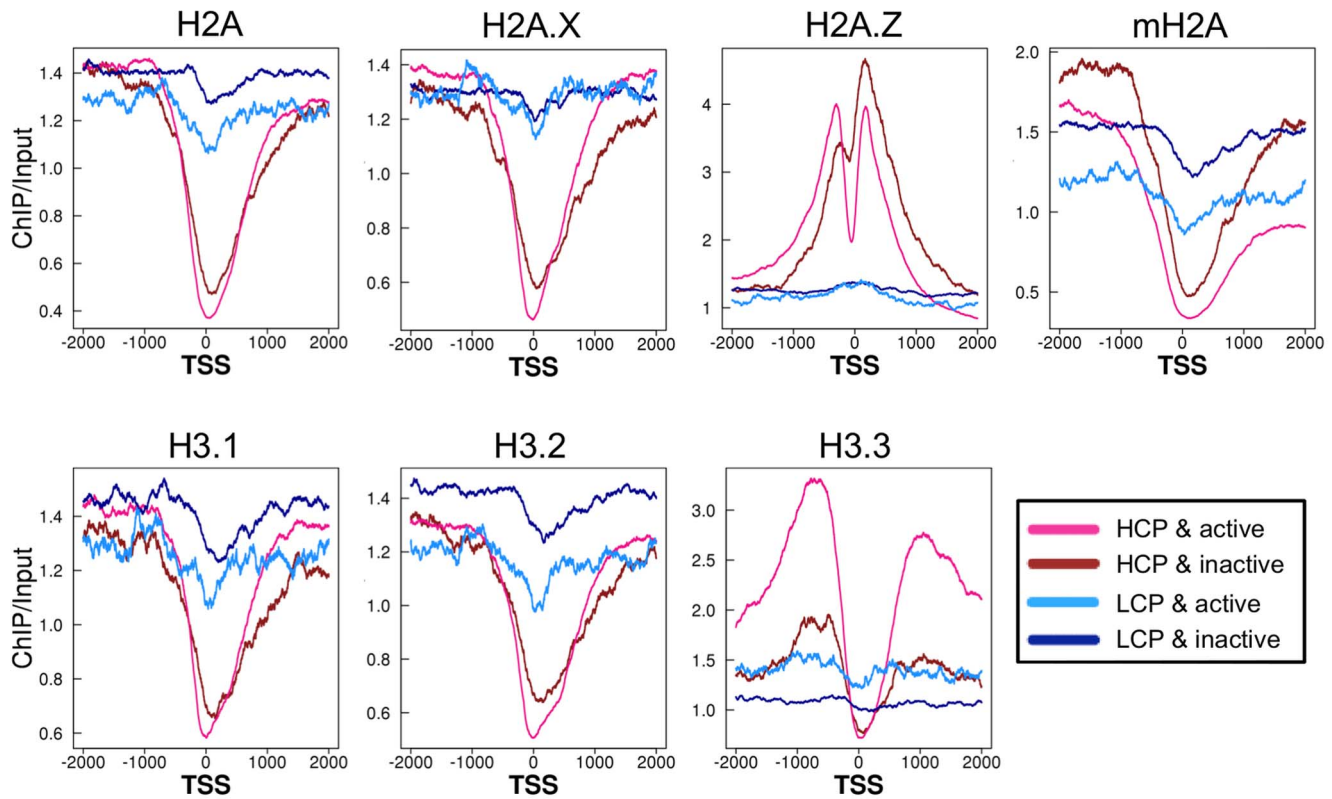 H2A
H2A.X
H2A.Z
mH2A
ChIP/Input
1.4
1.2
1.0
0.8
0.6
0.4
-2000 -1000 0 1000 2000
TSS
1.4
1.2
1.0
0.8
0.6
-2000 -1000 0 1000 2000
TSS
4
3
2
1
-2000 -1000 0 1000 2000
TSS
2.0
1.5
1.0
0.5
-2000 -1000 0 1000 2000
TSS
H3.1
H3.2
H3.3
ChIP/Input
1.4
1.2
1.0
0.8
0.6
-2000 -1000 0 1000 2000
TSS
1.4
1.2
1.0
0.8
0.6
-2000 -1000 0 1000 2000
TSS
3.0
2.5
2.0
1.5
1.0
-2000 -1000 0 1000 2000
TSS
HCP & active
HCP & inactive
LCP & active
LCP & inactive